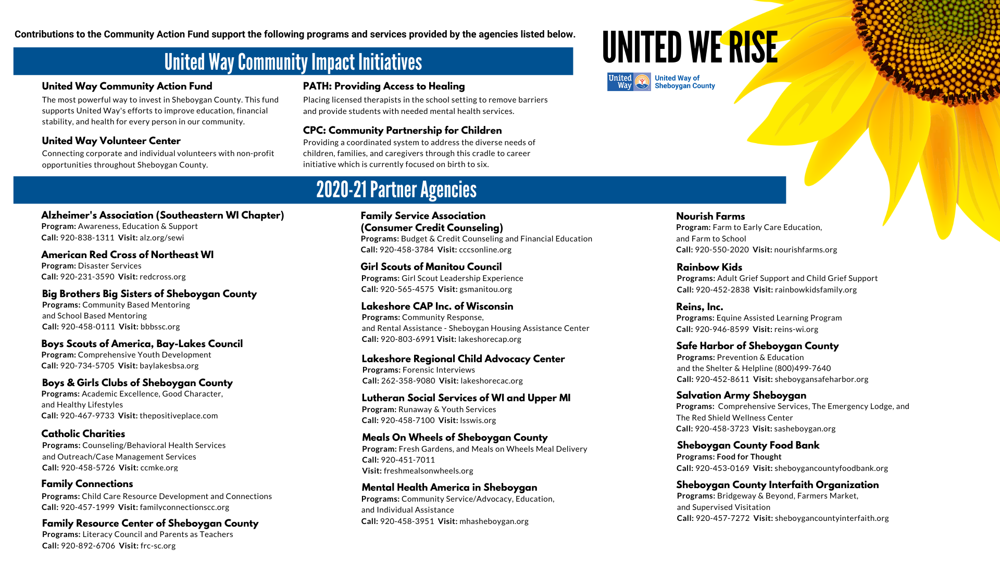 Contributions to the Community Action Fund support the following programs and services provided by the agencies listed below.
UNITED WE RISE
United Way
United Way of
Sheboygan County
United Way Community Impact Initiatives
United Way Community Action Fund
The most powerful way to invest in Sheboygan County. This fund
supports United Way's efforts to improve education, financial
stability, and health for every person in our community.
United Way Volunteer Center
Connecting corporate and individual volunteers with non-profit
opportunities throughout Sheboygan County.
PATH: Providing Access to Healing
Placing licensed therapists in the school setting to remove barriers
and provide students with needed mental health services.
CPC: Community Partnership for Children
Providing a coordinated system to address the diverse needs of
children, families, and caregivers through this cradle to career
initiative which is currently focused on birth to six.
2020-21 Partner Agencies
Alzheimer's Association (Southeastern WI Chapter)
Program: Awareness, Education & Support
Call: 920-838-1311 Visit: alz.org/sewi
American Red Cross of Northeast WI
Program: Disaster Services
Call: 920-231-3590 Visit: redcross.org
Big Brothers Big Sisters of Sheboygan County
Programs: Community Based Mentoring
and School Based Mentoring
Call: 920-458-0111 Visit: bbbssc.org
Boys Scouts of America, Bay-Lakes Council
Program: Comprehensive Youth Development
Call: 920-734-5705 Visit: baylakesbsa.org
Boys & Girls Clubs of Sheboygan County
Programs: Academic Excellence, Good Character,
and Healthy Lifestyles
Call: 920-467-9733 Visit: thepositiveplace.com
Catholic Charities
Programs: Counseling/Behavioral Health Services
and Outreach/Case Management Services
Call: 920-458-5726 Visit: ccmke.org
Family Connections
Programs: Child Care Resource Development and Connections
Call: 920-457-1999 Visit: familyconnectionscc.org
Family Resource Center of Sheboygan County
Programs: Literacy Council and Parents as Teachers
Call: 920-892-6706 Visit: frc-sc.org
Family Service Association
(Consumer Credit Counseling)
Programs: Budget & Credit Counseling and Financial Education
Call: 920-458-3784 Visit: cccsonline.org
Girl Scouts of Manitou Council
Programs: Girl Scout Leadership Experience
Call: 920-565-4575 Visit: gsmanitou.org
Lakeshore CAP Inc. of Wisconsin
Programs: Community Response,
and Rental Assistance - Sheboygan Housing Assistance Center
Call: 920-803-6991 Visit: lakeshorecap.org
Lakeshore Regional Child Advocacy Center
Programs: Forensic Interviews
Call: 262-358-9080 Visit: lakeshorecac.org
Lutheran Social Services of WI and Upper MI
Program: Runaway & Youth Services
Call: 920-458-7100 Visit: lsswis.org
Meals On Wheels of Sheboygan County
Program: Fresh Gardens, and Meals on Wheels Meal Delivery
Call: 920-451-7011
Visit: freshmealsonwheels.org
Mental Health America in Sheboygan
Programs: Community Service/Advocacy, Education,
and Individual Assistance
Call: 920-458-3951 Visit: mhasheboygan.org
Nourish Farms
Program: Farm to Early Care Education,
and Farm to School
Call: 920-550-2020 Visit: nourishfarms.org
Rainbow Kids
Programs: Adult Grief Support and Child Grief Support
Call: 920-452-2838 Visit: rainbowkidsfamily.org
Reins, Inc.
Programs: Equine Assisted Learning Program
Call: 920-946-8599 Visit: reins-wi.org
Safe Harbor of Sheboygan County
Programs: Prevention & Education
and the Shelter & Helpline (800)499-7640
Call: 920-452-8611 Visit: sheboygansafeharbor.org
Salvation Army Sheboygan
Programs: Comprehensive Services, The Emergency Lodge, and
The Red Shield Wellness Center
Call: 920-458-3723 Visit: sasheboygan.org
Sheboygan County Food Bank
Programs: Food for Thought
Call: 920-453-0169 Visit: sheboygancountyfoodbank.org
Sheboygan County Interfaith Organization
Programs: Bridgeway & Beyond, Farmers Market,
and Supervised Visitation
Call: 920-457-7272 Visit: sheboygancountyinterfaith.org